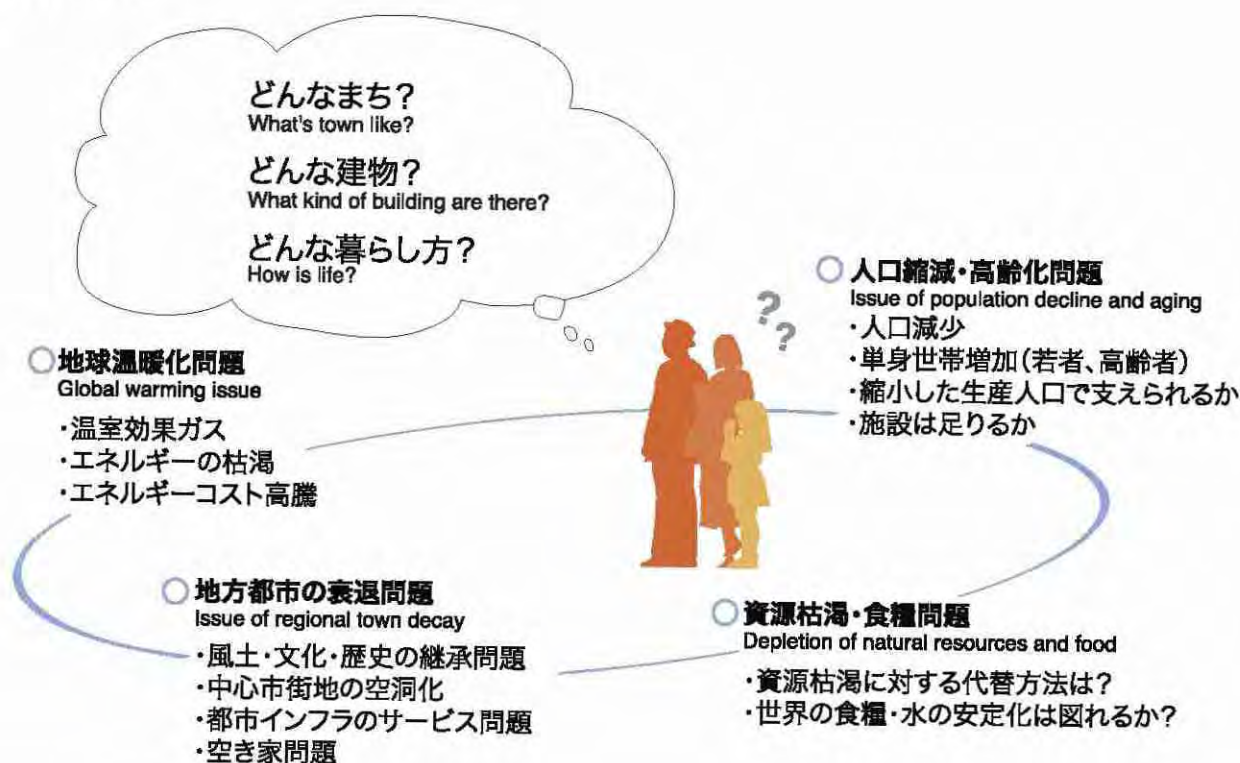 どんなまち？
What's town like?
どんな建物？
What kind of building are there?
どんな暮らし方？
How is life?
??
○人口縮減・高齢化問題
Issue of population decline and aging
・人口減少
・単身世帯増加（若者、高齢者）
・縮小した生産人口で支えられるか
・施設は足りるか
○地球温暖化問題
Global warming issue
・温室効果ガス
・エネルギーの枯渇
・エネルギーコスト高騰
○地方都市の衰退問題
Issue of regional town decay
・風土・文化・歴史の継承問題
・中心市街地の空洞化
・都市インフラのサービス問題
・空き家問題
○資源枯渇・食糧問題
Depletion of natural resources and food
・資源枯渇に対する代替方法は？
・世界の食糧・水の安定化は図れるか？